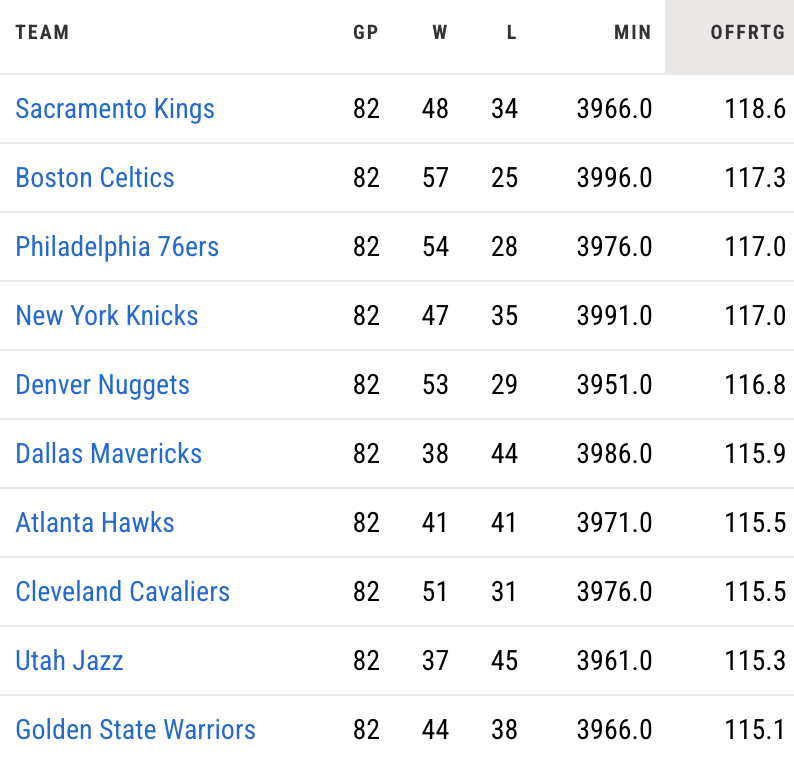 TEAM GP W L MIN OFFRTG
Sacramento Kings 82 48 34 3966.0 118.6
Boston Celtics 82 57 25 3996.0 117.3
Philadelphia 76ers 82 54 28 3976.0 117.0
New York Knicks 82 47 35 3991.0 117.0
Denver Nuggets 82 53 29 3951.0 116.8
Dallas Mavericks 82 38 44 3986.0 115.9
Atlanta Hawks 82 41 41 3971.0 115.5
Cleveland Cavaliers 82 51 31 3976.0 115.5
Utah Jazz 82 37 45 3961.0 115.3
Golden State Warriors 82 44 38 3966.0 115.1